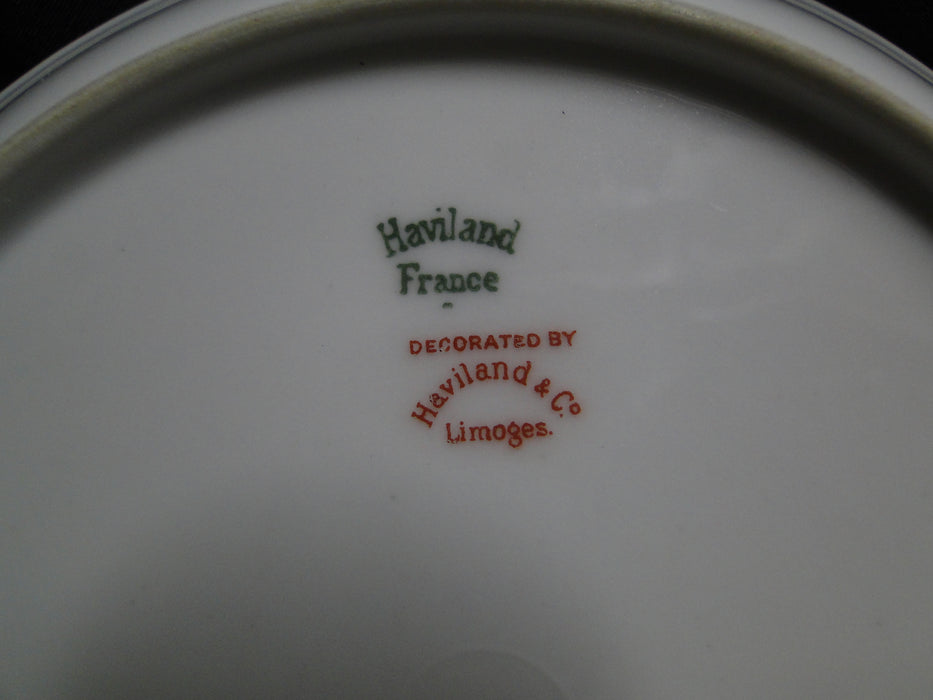 Haviland
France
DECORATED BY
Haviland & Co
Limoges.